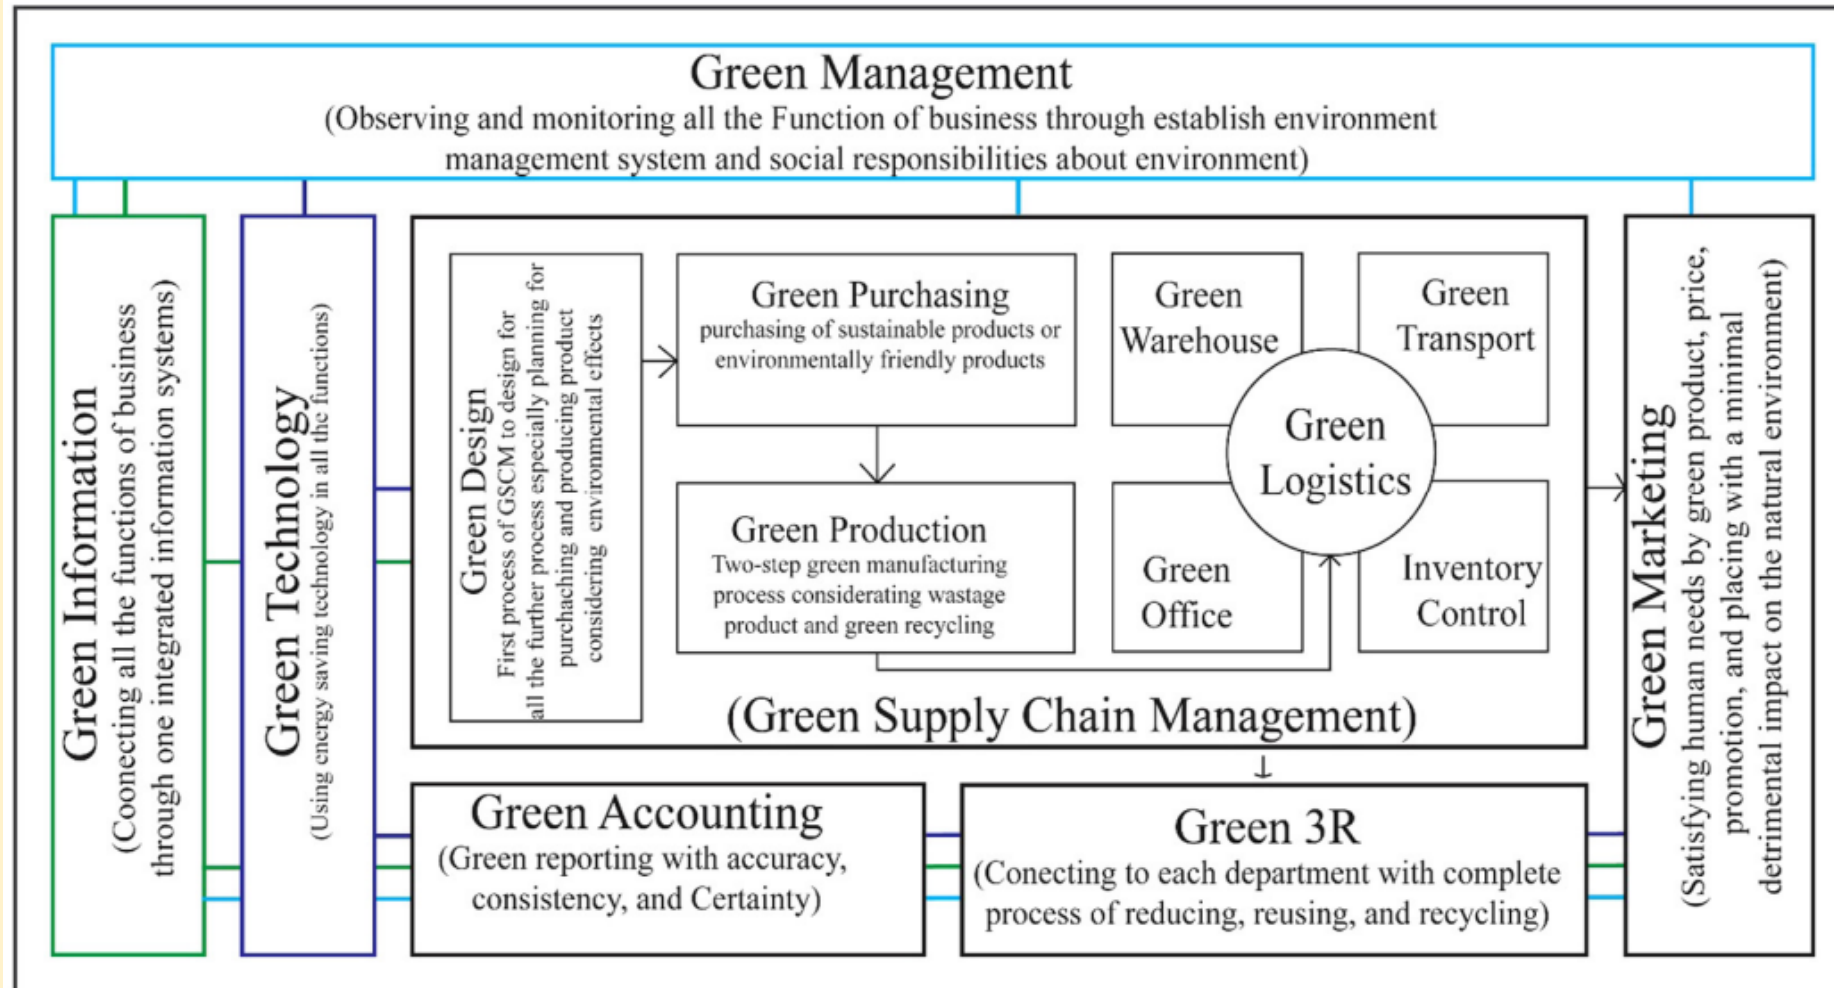 Green Management
(Observing and monitoring all the Function of business through establish environment
management system and social responsibilities about environment)
Green Information
(Coonecting all the functions of business
through one integrated information systems)
Green Technology
(Using energy saving technology in all the functions)
Green Design
First process of GSCM to design for
all the further process especially planning for
purchaching and producing product
considering environmental effects
Green Purchasing
purchasing of sustainable products or
environmentally friendly products
Green Production
Two-step green manufacturing
process considerating wastage
product and green recycling
Green
Warehouse
Green
Transport
Green
Logistics
Green
Office
Inventory
Control
(Green Supply Chain Management)
Green Marketing
(Satisfying human needs by green product, price,
promotion, and placing with a minimal
detrimental impact on the natural environment)
Green Accounting
(Green reporting with accuracy,
consistency, and Certainty)
Green 3R
(Conecting to each department with complete
process of reducing, reusing, and recycling)